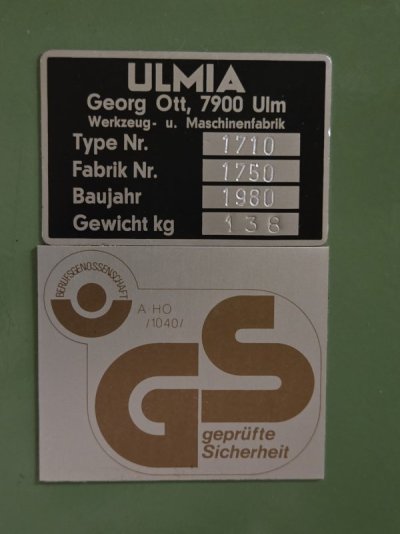 ULMIA
Georg Ott, 7900 Ulm
Werkzeug- u. Maschinenfabrik
Type Nr. 1710
Fabrik Nr. 1750
Baujahr 1980
Gewicht kg 138
BERUFSGENOSSENSCHAFT
A HO
/1040/
GS
geprüfte
Sicherheit